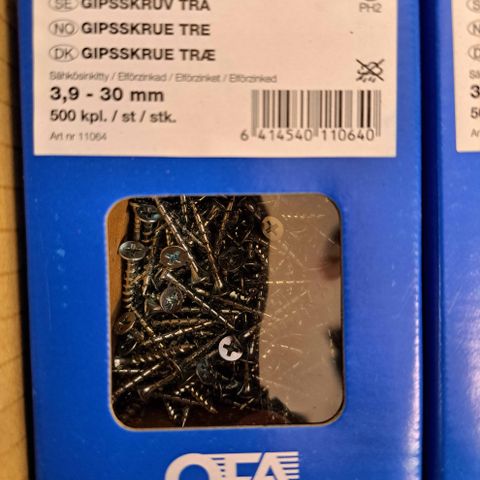 SE GIPSSKRUV TRÄ
NO GIPSSKRUE TRE
DK GIPSSKRUE TRÆ
PH2
Sähkösinkitty / Elförzinkad / Elförzinket / Elförzinked
3,9 - 30 mm
500 kpl. / st / stk.
Art nr 11064
6 414540 110640